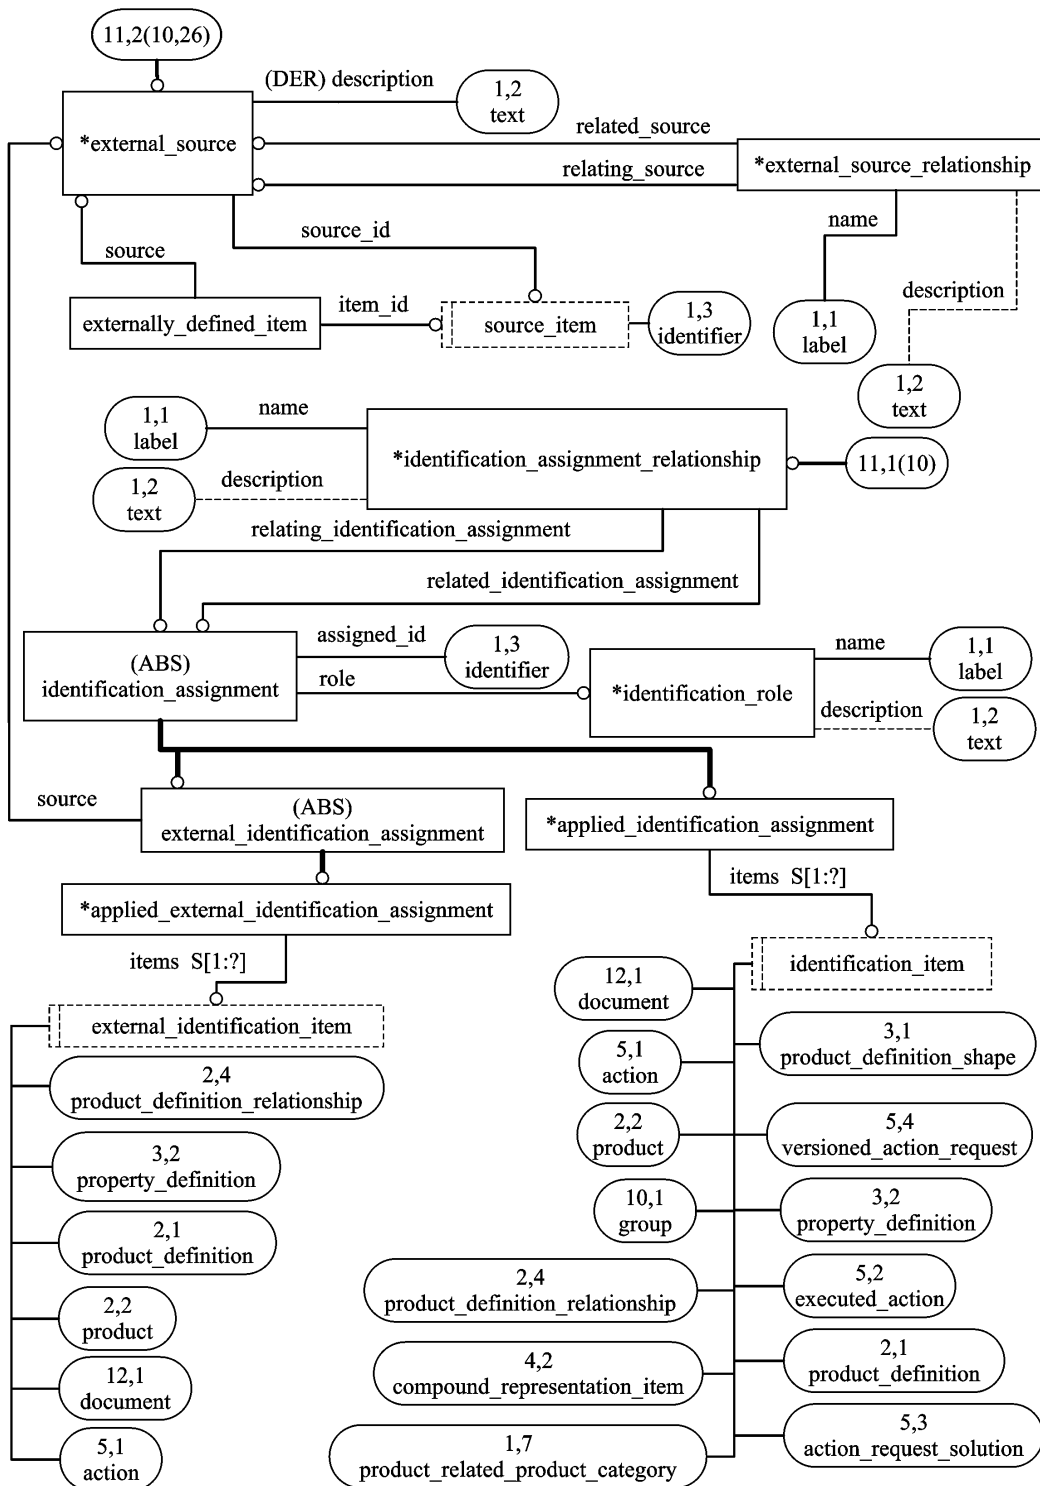 11,2(10,26)
(DER) description
1,2
text
*external_source
related_source
relating_source
*external_source_relationship
source_id
name
source
description
externally_defined_item
item_id
source_item
1,3
identifier
1,1
label
1,2
text
1,1
label
name
*identification_assignment_relationship
11,1(10)
1,2
text
description
relating_identification_assignment
related_identification_assignment
(ABS)
identification_assignment
assigned_id
1,3
identifier
role
*identification_role
name
1,1
label
description
1,2
text
source
(ABS)
external_identification_assignment
*applied_identification_assignment
*applied_external_identification_assignment
items S[1:?]
items S[1:?]
external_identification_item
2,4
product_definition_relationship
3,2
property_definition
2,1
product_definition
2,2
product
12,1
document
5,1
action
identification_item
12,1
document
3,1
product_definition_shape
5,1
action
2,2
product
5,4
versioned_action_request
10,1
group
3,2
property_definition
2,4
product_definition_relationship
5,2
executed_action
4,2
compound_representation_item
2,1
product_definition
1,7
product_related_product_category
5,3
action_request_solution